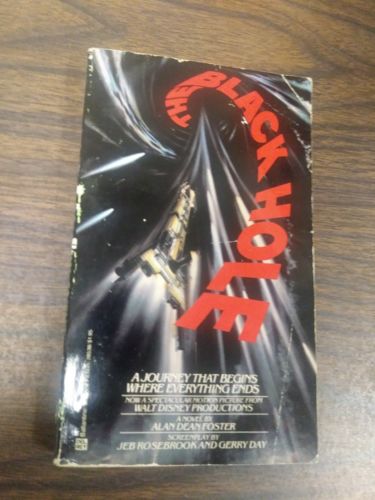 THE BLACK HOLE
A JOURNEY THAT BEGINS
WHERE EVERYTHING ENDS
NOW A SPECTACULAR MOTION PICTURE FROM
WALT DISNEY PRODUCTIONS
A NOVEL BY
ALAN DEAN FOSTER
SCREENPLAY BY
JEB ROSEBROOK AND GERRY DAY